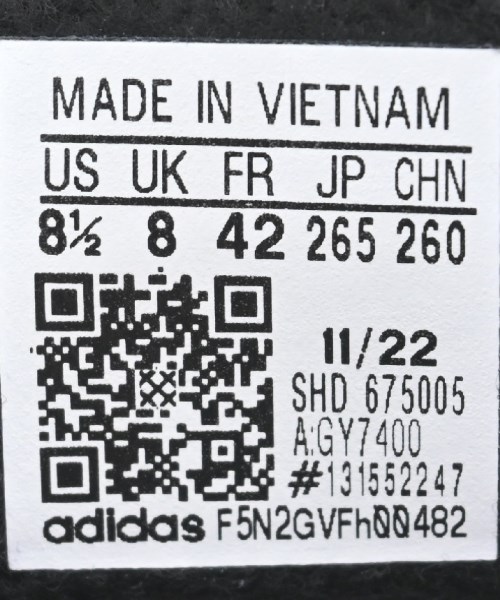 MADE IN VIETNAM
US UK FR JP CHN
8½ 8 42 265 260
11/22
SHD 675005
A:GY7400
#131552247
adidas F5N2GVFh00482